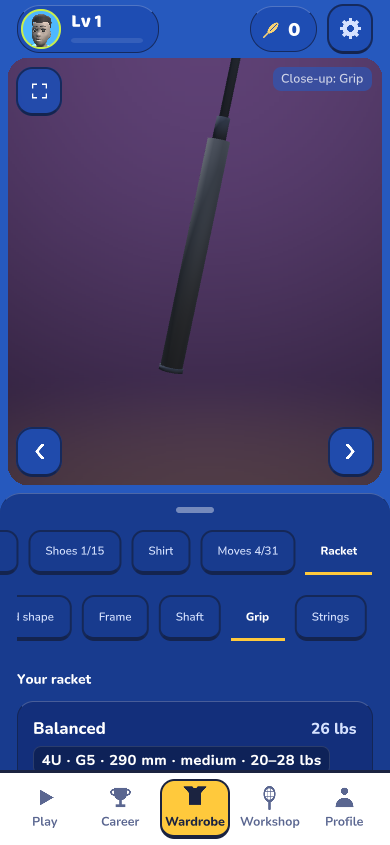 Lv 1
0
Close-up: Grip
Shoes 1/15
Shirt
Moves 4/31
Racket
shape
Frame
Shaft
Grip
Strings
Your racket
Balanced
26 lbs
4U · G5 · 290 mm · medium · 20–28 lbs
Play
Career
Wardrobe
Workshop
Profile